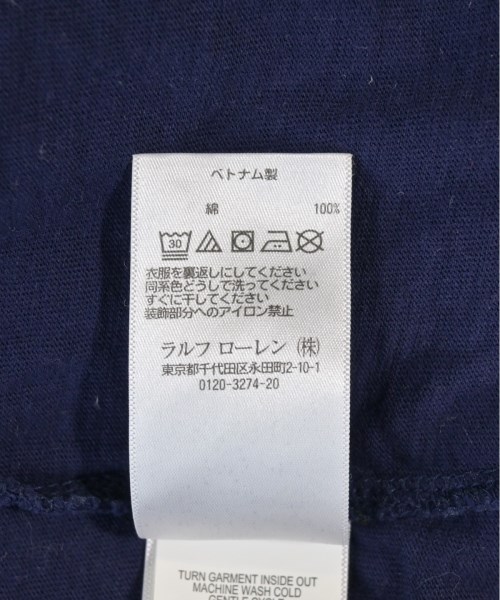 ベトナム製
綿 100%
30
衣服を裏返しにしてください
同系色どうしで洗ってください
すぐに干してください
装飾部分へのアイロン禁止
ラルフ ローレン (株)
東京都千代田区永田町2-10-1
0120-3274-20
TURN GARMENT INSIDE OUT
MACHINE WASH COLD
GENTLE CYCLE